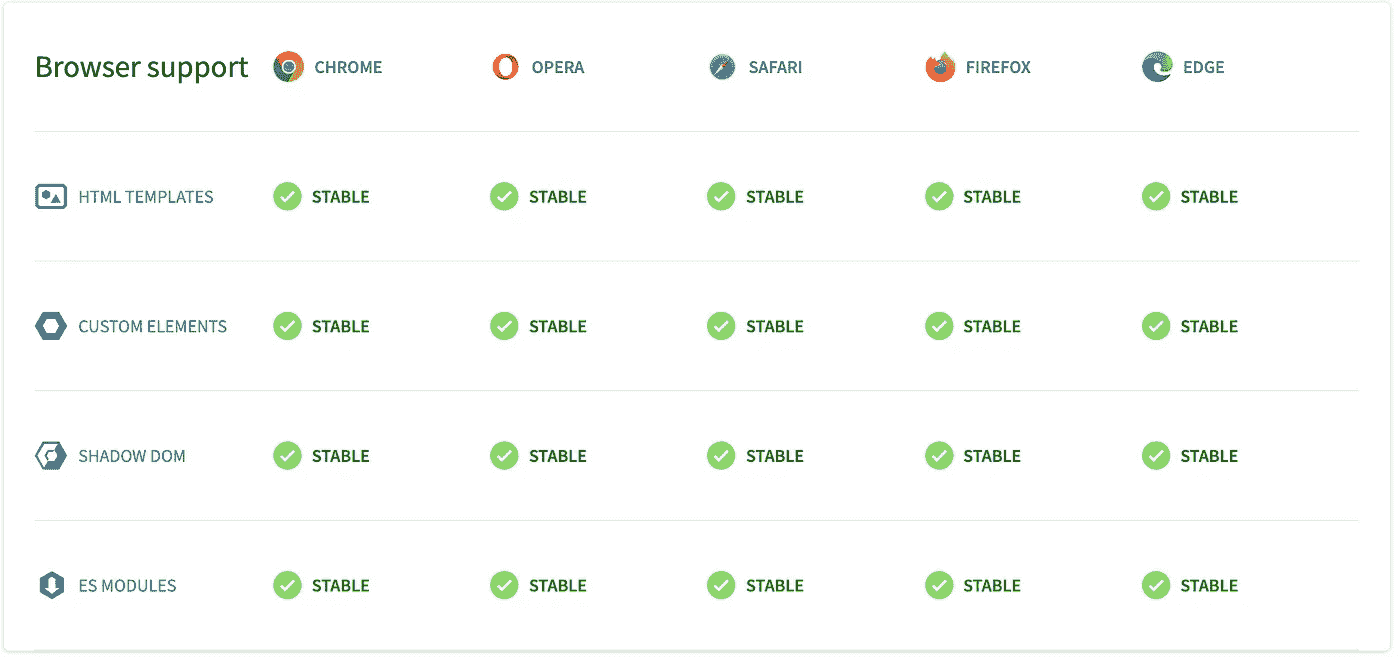 Browser support CHROME OPERA SAFARI FIREFOX EDGE
HTML TEMPLATES STABLE STABLE STABLE STABLE STABLE
CUSTOM ELEMENTS STABLE STABLE STABLE STABLE STABLE
SHADOW DOM STABLE STABLE STABLE STABLE STABLE
ES MODULES STABLE STABLE STABLE STABLE STABLE